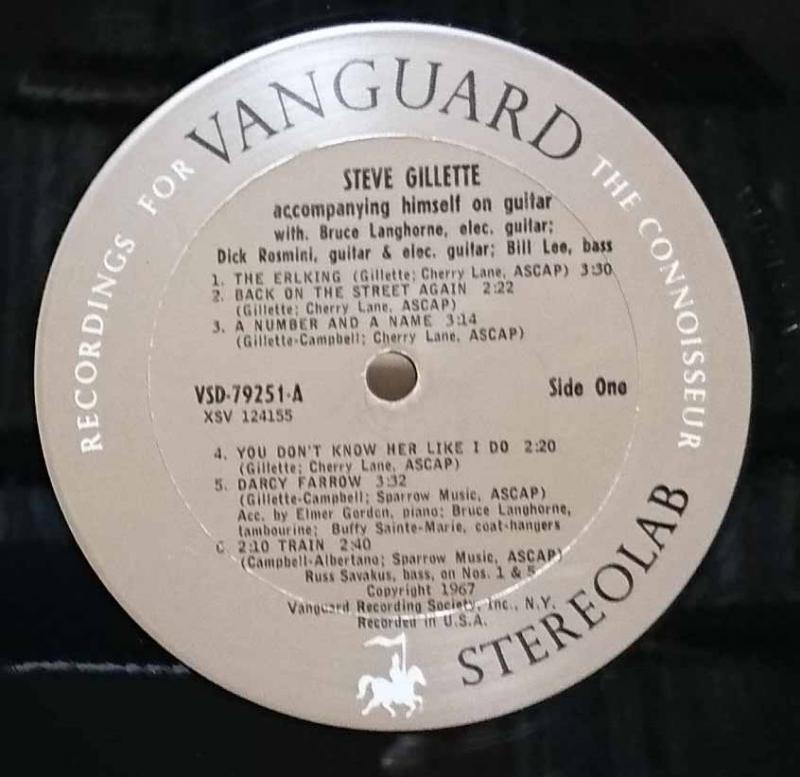 VANGUARD
RECORDINGS FOR THE CONNOISSEUR
STEVE GILLETTE
accompanying himself on guitar
with. Bruce Langhorne, elec. guitar;
Dick Rosmini, guitar & elec. guitar; Bill Lee, bass
1. THE ERLKING (Gillette; Cherry Lane, ASCAP) 3:30
2. BACK ON THE STREET AGAIN 2:22
(Gillette; Cherry Lane, ASCAP)
3. A NUMBER AND A NAME 3:14
(Gillette-Campbell; Cherry Lane, ASCAP)
VSD-79251-A Side One
XSV 124155
4. YOU DON'T KNOW HER LIKE I DO 2:20
(Gillette; Cherry Lane, ASCAP)
5. DARCY FARROW 3:32
(Gillette-Campbell; Sparrow Music, ASCAP)
Acc. by Elmer Gordon, piano; Bruce Langhorne,
tambourine; Buffy Sainte-Marie, coat-hangers
6. 2:10 TRAIN 2:40
(Campbell-Albertano; Sparrow Music, ASCAP)
Russ Savakus, bass, on Nos. 1 & 5
Copyright 1967
Vanguard Recording Society, Inc., N.Y.
Recorded in U.S.A.
STEREOLAB